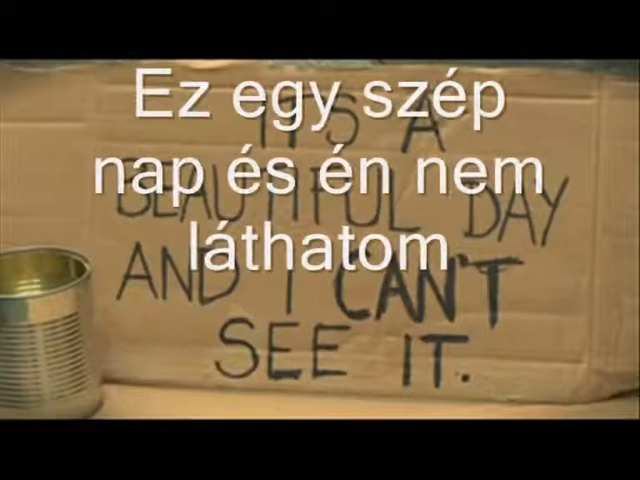 Ez egy szép
nap és én nem
láthatom
IT'S A
BEAUTIFUL DAY
AND I CAN'T
SEE IT.